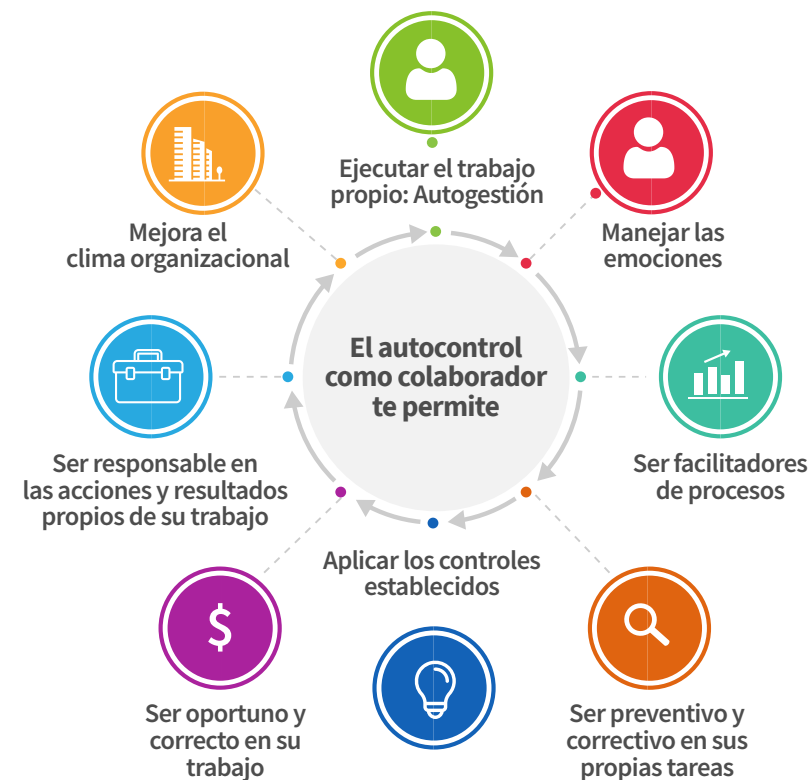 Ejecutar el trabajo
propio: Autogestión
Manejar las
emociones
Ser facilitadores
de procesos
Ser preventivo y
correctivo en sus
propias tareas
Aplicar los controles
establecidos
Ser oportuno y
correcto en su
trabajo
$
Ser responsable en
las acciones y resultados
propios de su trabajo
Mejora el
clima organizacional
El autocontrol
como colaborador
te permite